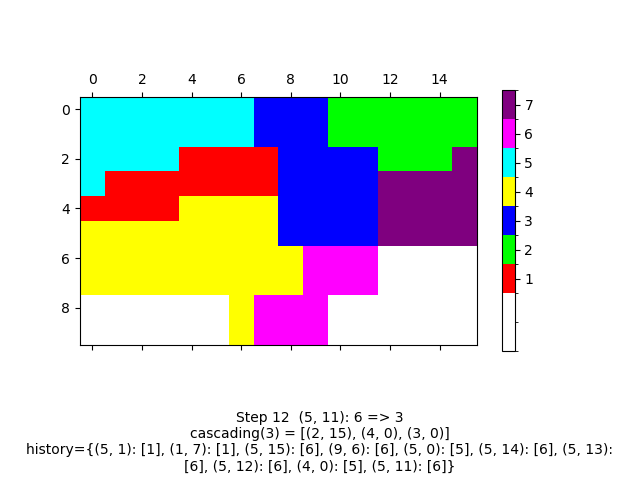 0 2 4 6 8 10 12 14
0
2
4
6
8
7
6
5
4
3
2
1
Step 12  (5, 11): 6 => 3
cascading(3) = [(2, 15), (4, 0), (3, 0)]
history={(5, 1): [1], (1, 7): [1], (5, 15): [6], (9, 6): [6], (5, 0): [5], (5, 14): [6], (5, 13):
[6], (5, 12): [6], (4, 0): [5], (5, 11): [6]}